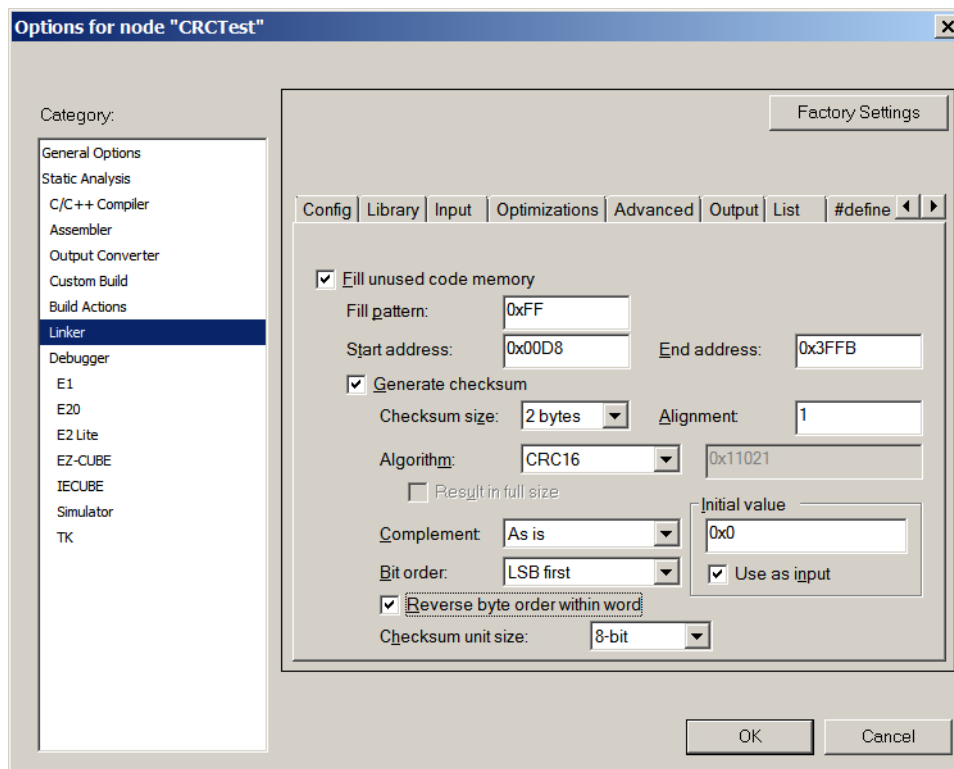 Options for node "CRCTest"
Category:
Factory Settings
General Options
Static Analysis
C/C++ Compiler
Assembler
Output Converter
Custom Build
Build Actions
Linker
Debugger
E1
E20
E2 Lite
EZ-CUBE
IECUBE
Simulator
TK
Config Library Input Optimizations Advanced Output List #define
Fill unused code memory
Fill pattern: 0xFF
Start address: 0x00D8 End address: 0x3FFB
Generate checksum
Checksum size: 2 bytes Alignment: 1
Algorithm: CRC16 0x11021
Result in full size
Initial value
Complement: As is 0x0
Bit order: LSB first Use as input
Reverse byte order within word
Checksum unit size: 8-bit
OK Cancel